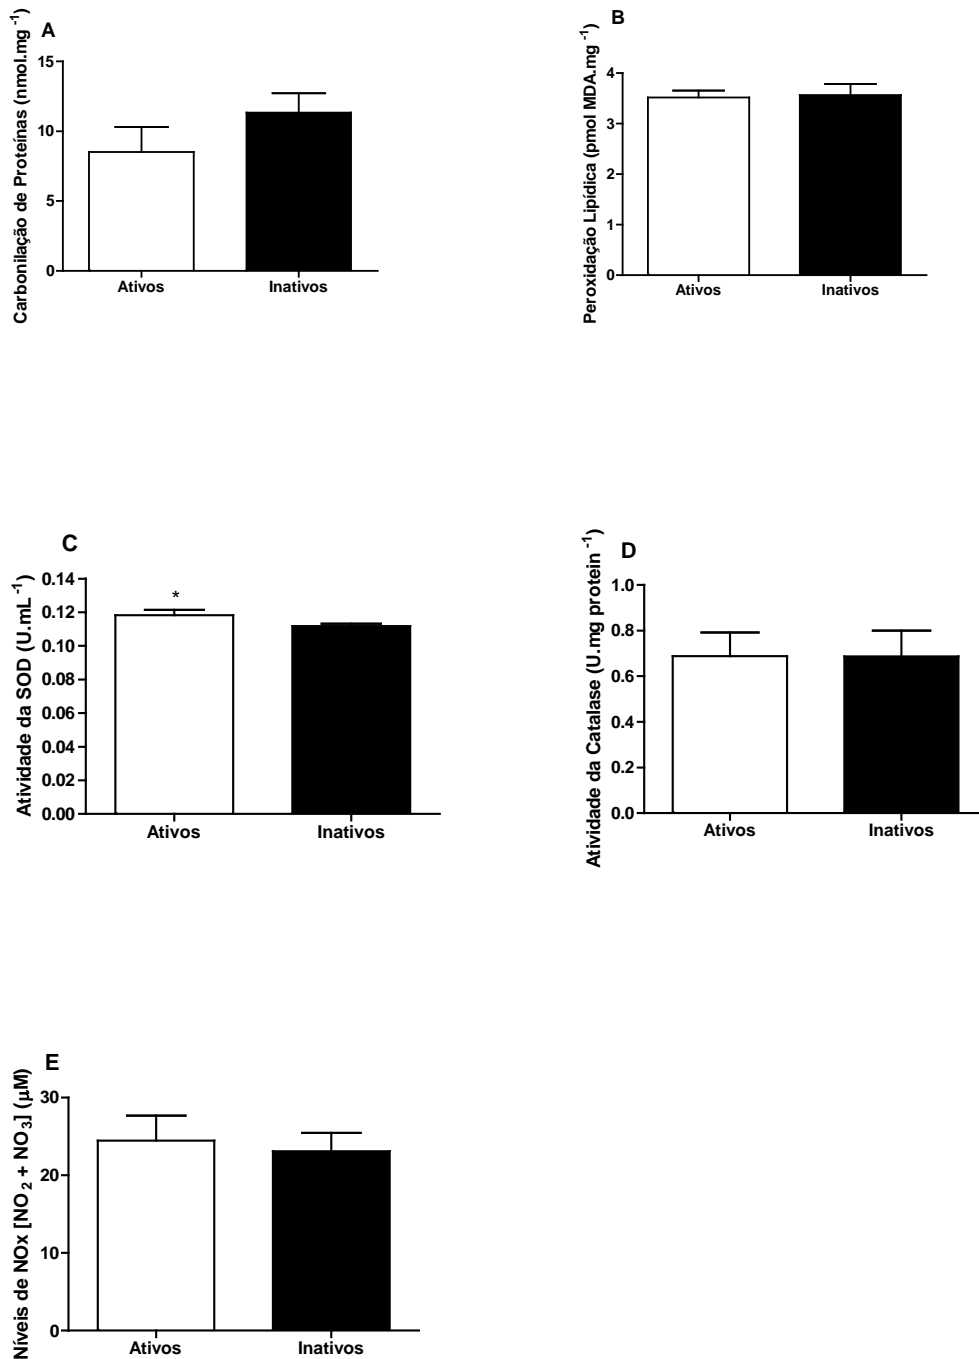 A
Carbonilação de Proteínas (nmol.mg⁻¹)
15
10
5
0
Ativos
Inativos
B
Peroxidação Lipídica (pmol MDA.mg⁻¹
4
3
2
1
0
Ativos
Inativos
C
Atividade da SOD (U.mL⁻¹)
0.14
0.12
0.10
0.08
0.06
0.04
0.02
0.00
*
Ativos
Inativos
D
Atividade da Catalase (U.mg protein⁻¹)
1.0
0.8
0.6
0.4
0.2
0.0
Ativos
Inativos
E
Níveis de NOx [NO₂ + NO₃] (μM)
30
20
10
0
Ativos
Inativos